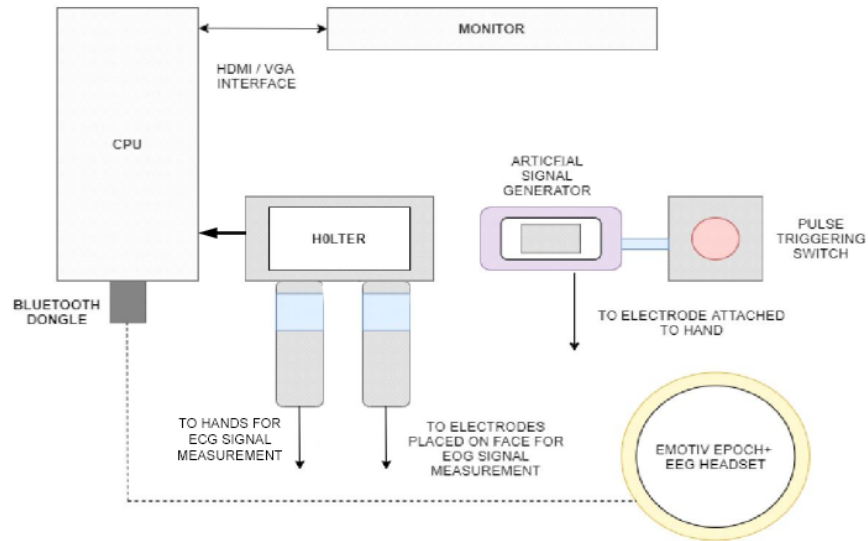 MONITOR
HDMI / VGA
INTERFACE
CPU
ARTICFIAL
SIGNAL
GENERATOR
H0LTER
PULSE
TRIGGERING
SWITCH
BLUETOOTH
DONGLE
TO ELECTRODE ATTACHED
TO HAND
TO HANDS FOR
ECG SIGNAL
MEASUREMENT
TO ELECTRODES
PLACED ON FACE FOR
EOG SIGNAL
MEASUREMENT
EMOTIV EPOCH+
EEG HEADSET